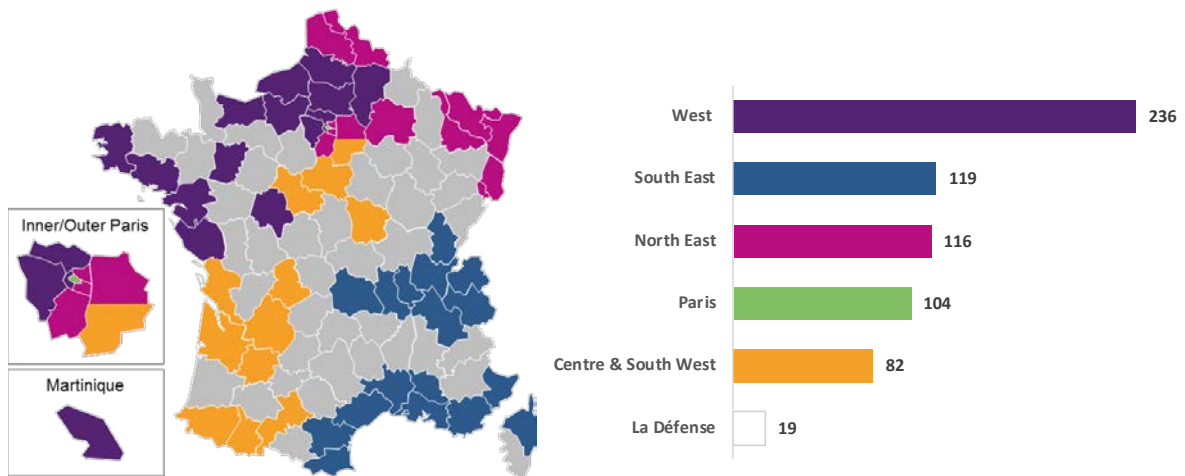 Inner/Outer Paris
Martinique
West
236
South East
119
North East
116
Paris
104
Centre & South West
82
La Défense
19